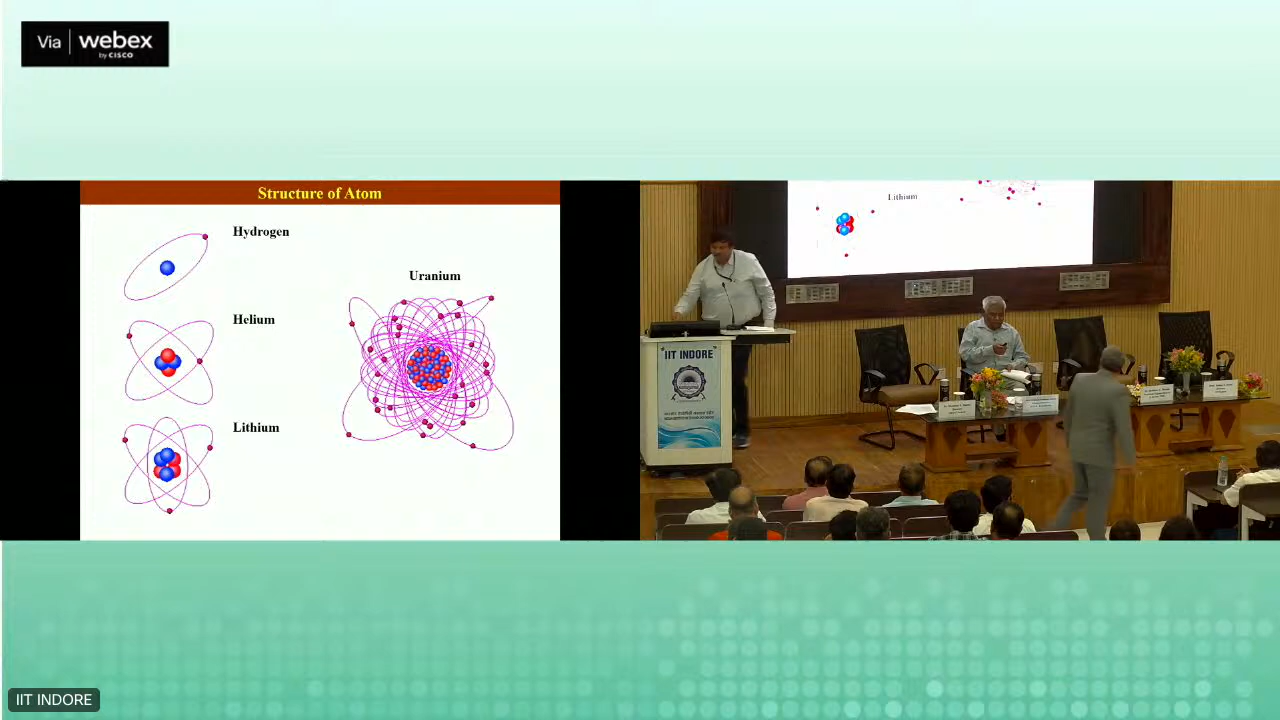 Via webex
by CISCO
Structure of Atom
Hydrogen
Helium
Lithium
Uranium
Lithium
IIT INDORE
IIT INDORE